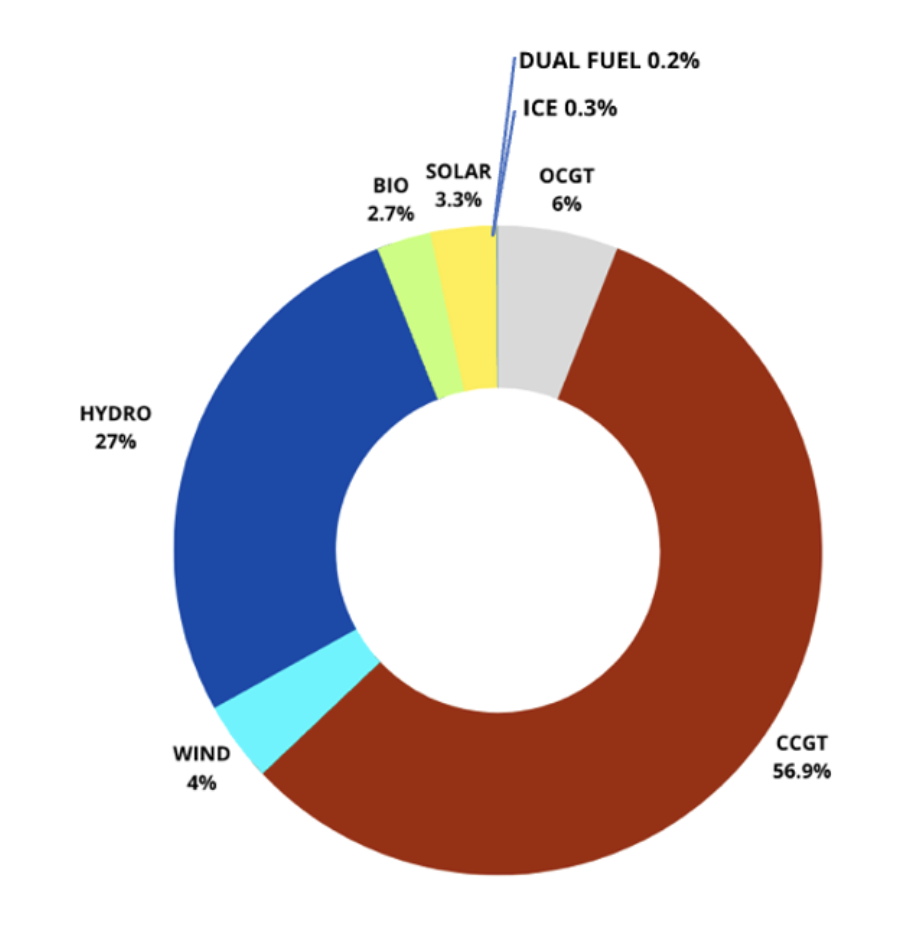 DUAL FUEL 0.2%
ICE 0.3%
OCGT
6%
SOLAR
3.3%
BIO
2.7%
HYDRO
27%
WIND
4%
CCGT
56.9%